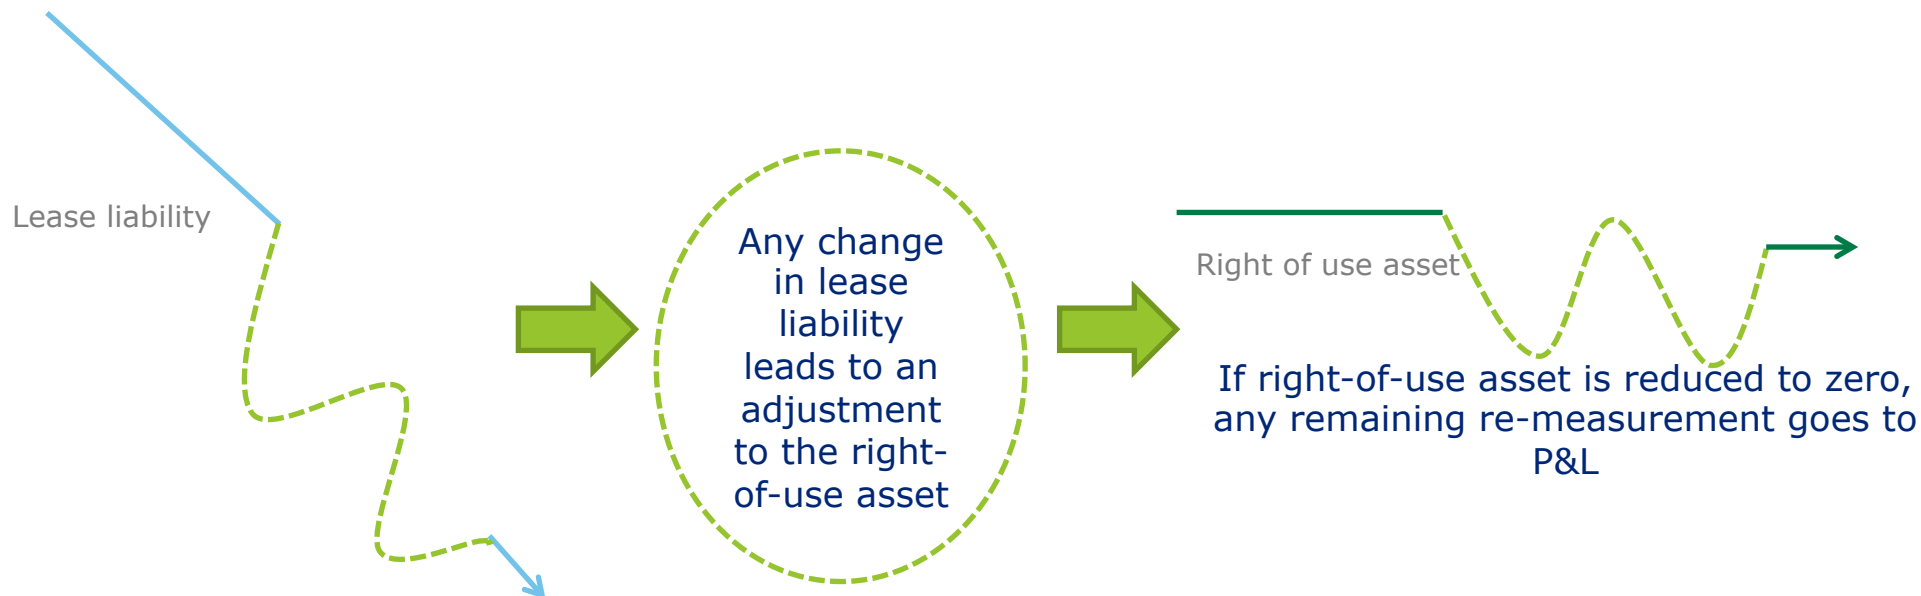 Lease liability
Any change
in lease
liability
leads to an
adjustment
to the right-
of-use asset
Right of use asset
If right-of-use asset is reduced to zero,
any remaining re-measurement goes to
P&L